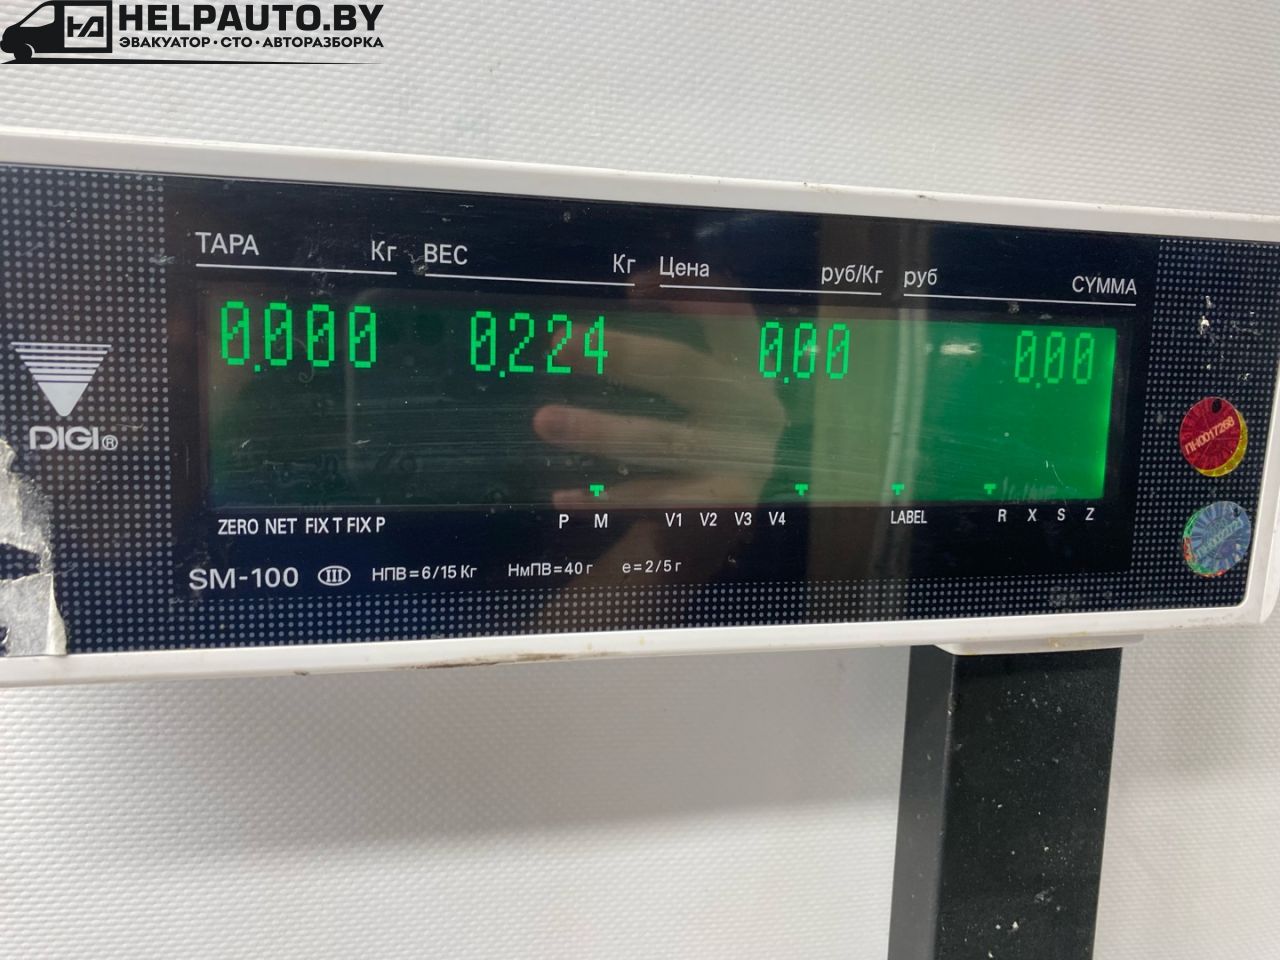 HELPAUTO.BY
ЭВАКУАТОР·СТО·АВТОРАЗБОРКА
ТАРА Кг ВЕС Кг Цена руб/Кг руб СУММА
0.000 0.224 0.00 0.00
DIGI®
ПН0017268
ZERO NET FIX T FIX P P M V1 V2 V3 V4 LABEL R X S Z
SM-100 III НПВ=6/15 Кг НмПВ=40 г e=2/5 г